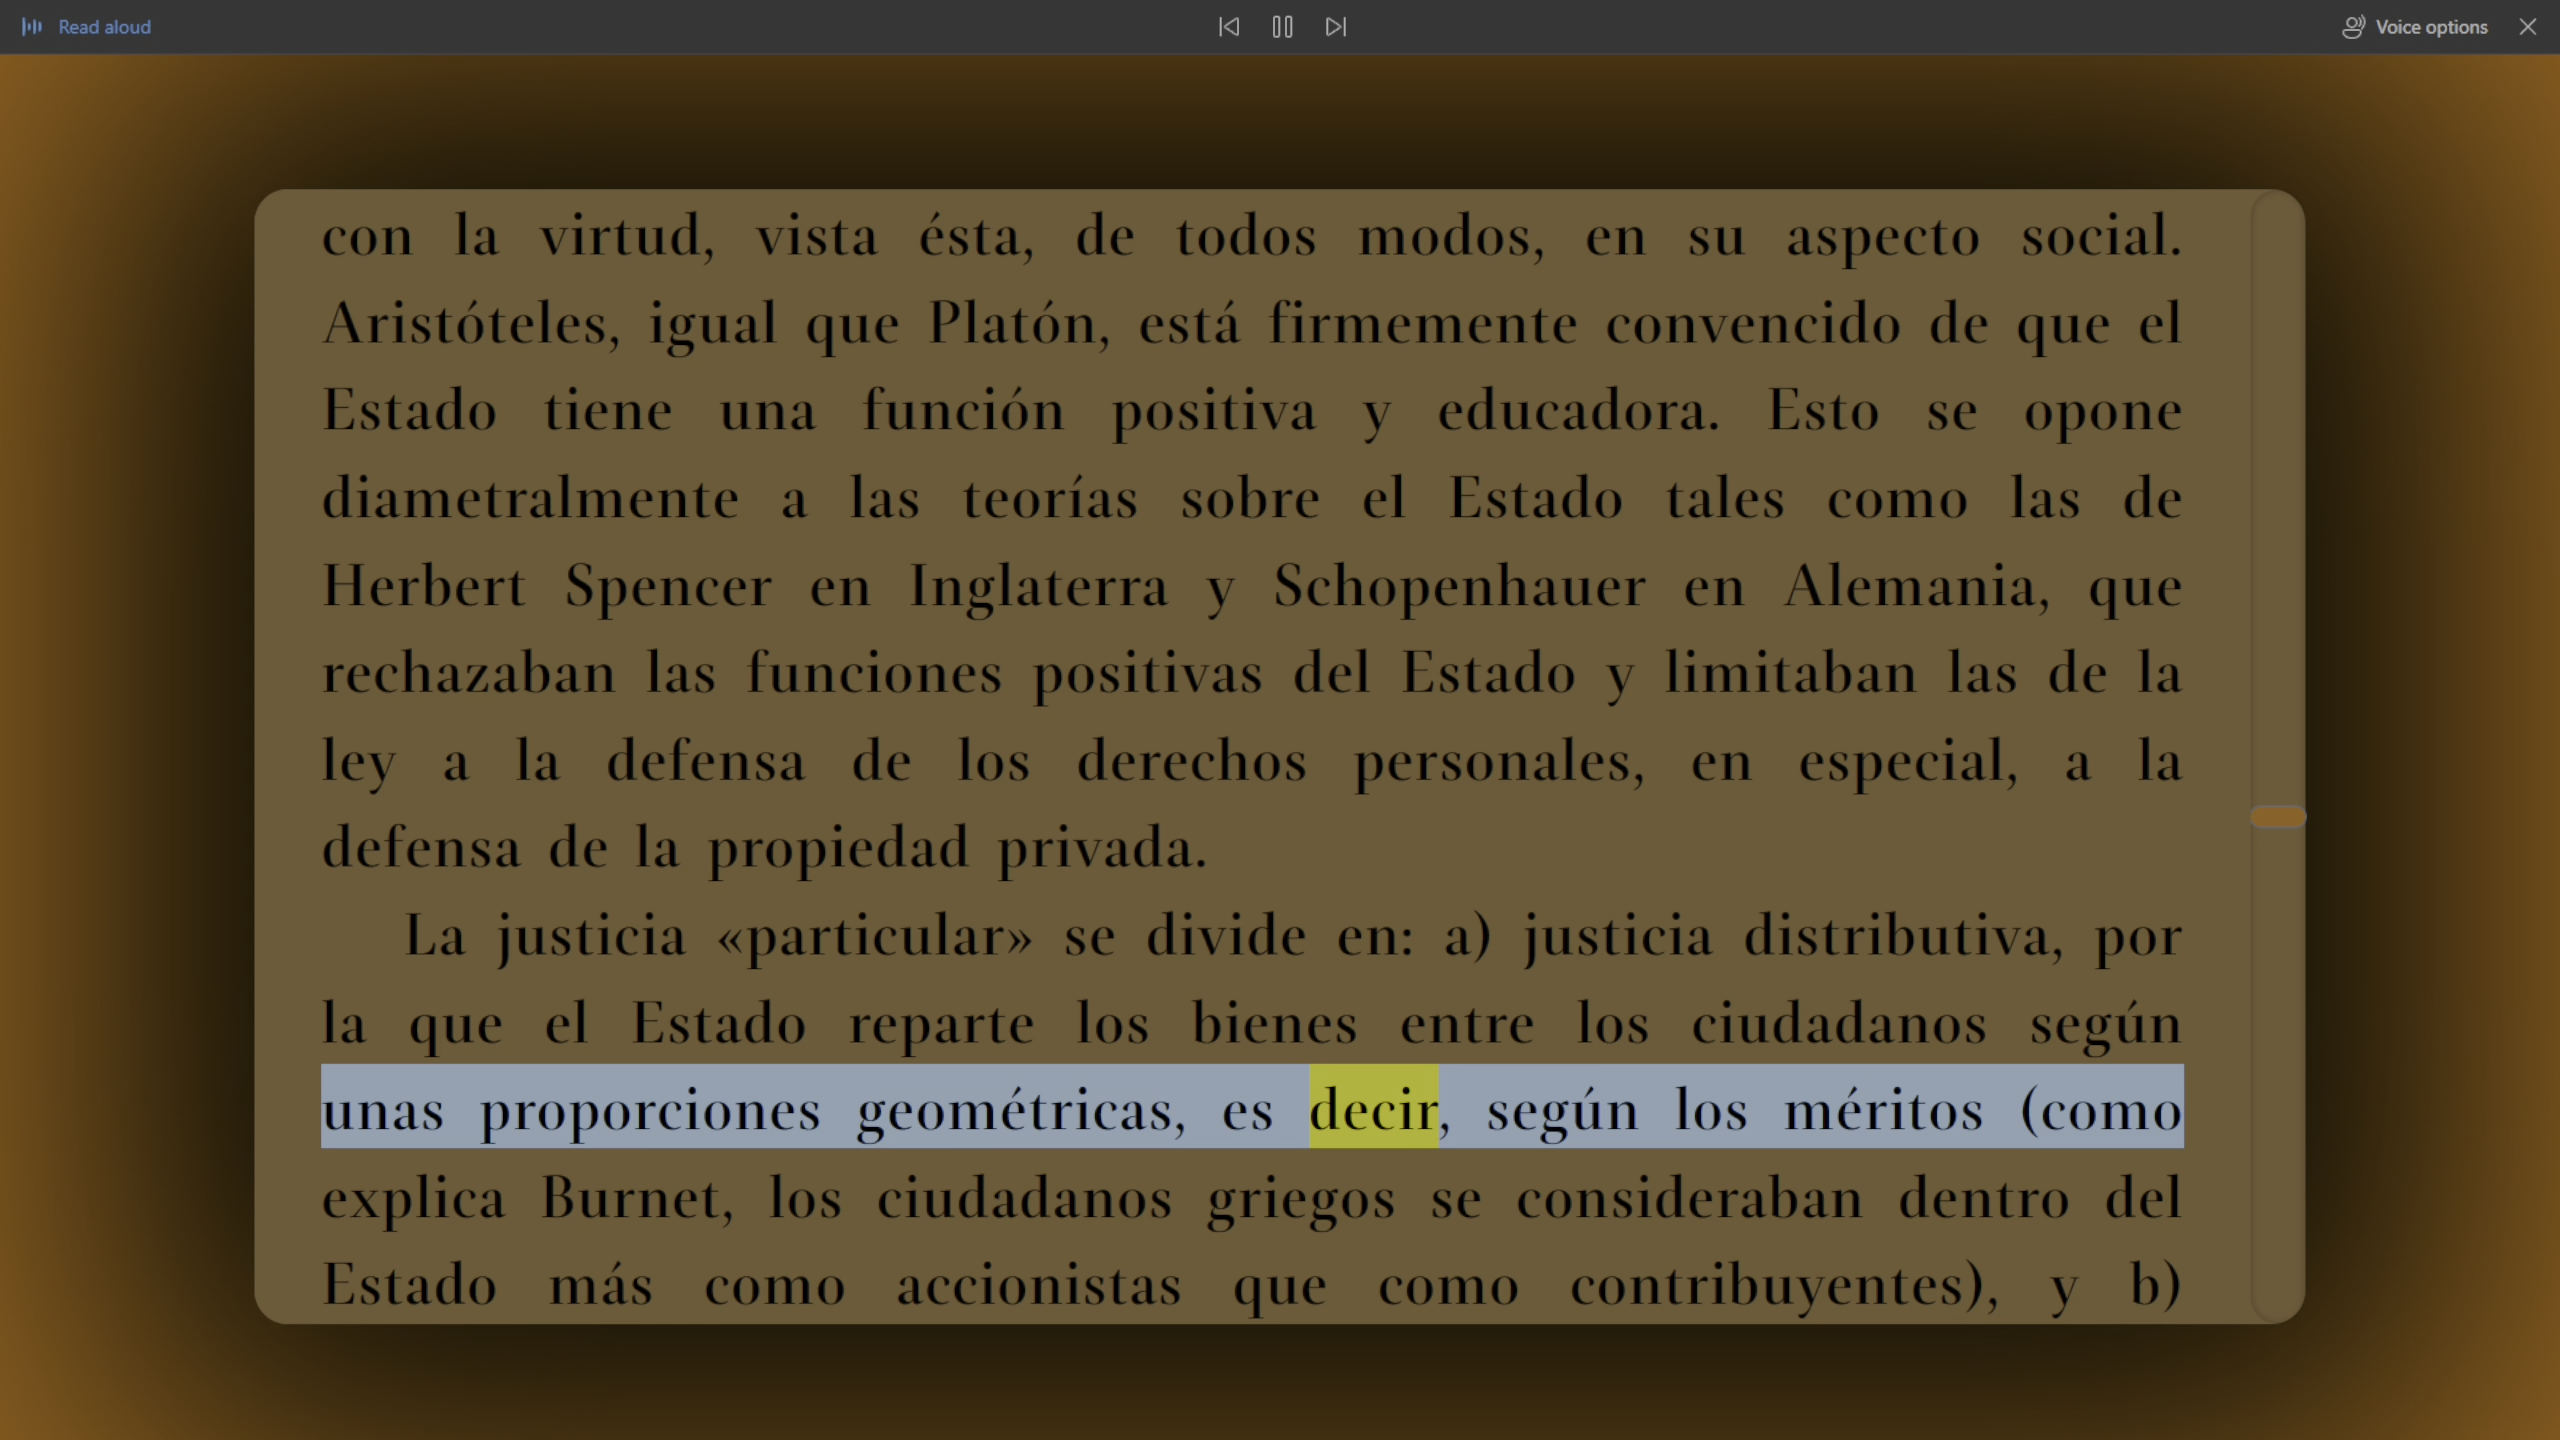 Read aloud
Voice options
con la virtud, vista ésta, de todos modos, en su aspecto social.
Aristóteles, igual que Platón, está firmemente convencido de que el
Estado tiene una función positiva y educadora. Esto se opone
diametralmente a las teorías sobre el Estado tales como las de
Herbert Spencer en Inglaterra y Schopenhauer en Alemania, que
rechazaban las funciones positivas del Estado y limitaban las de la
ley a la defensa de los derechos personales, en especial, a la
defensa de la propiedad privada.
La justicia «particular» se divide en: a) justicia distributiva, por
la que el Estado reparte los bienes entre los ciudadanos según
unas proporciones geométricas, es decir, según los méritos (como
explica Burnet, los ciudadanos griegos se consideraban dentro del
Estado más como accionistas que como contribuyentes), y b)